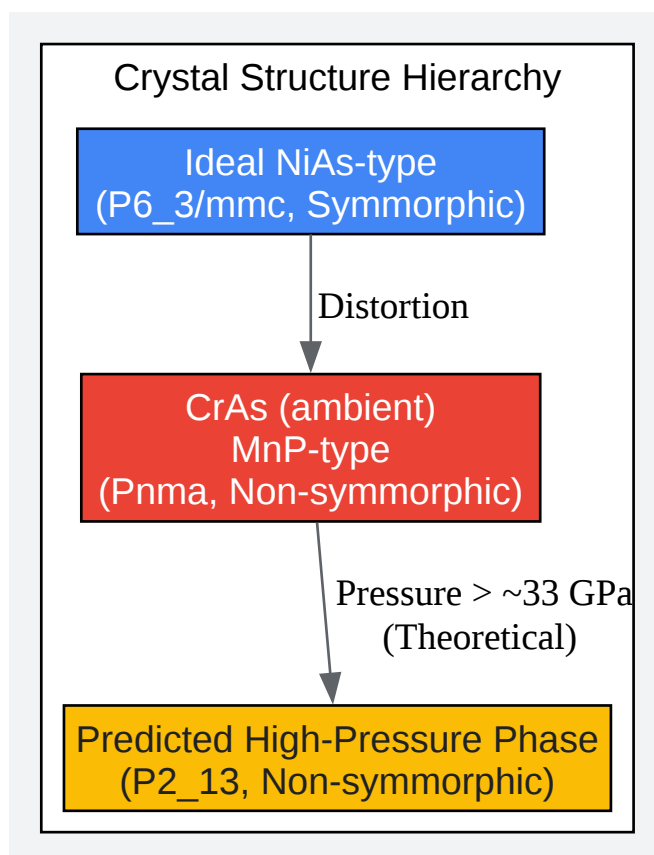 Crystal Structure Hierarchy
Ideal NiAs-type
(P6_3/mmc, Symmorphic)
Distortion
CrAs (ambient)
MnP-type
(Pnma, Non-symmorphic)
Pressure > ~33 GPa
(Theoretical)
Predicted High-Pressure Phase
(P2_13, Non-symmorphic)